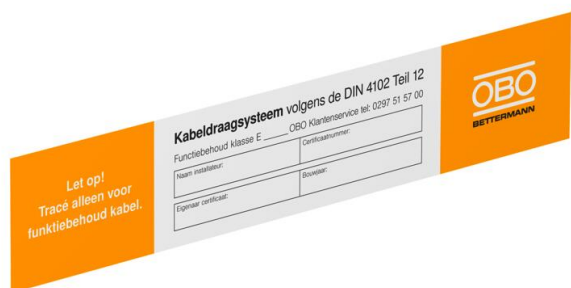 Let op!
Tracé alleen voor
funktiebehoud kabel.
Kabeldraagsysteem volgens de DIN 4102 Teil 12
Functiebehoud klasse E ____ OBO Klantenservice tel: 0297 51 57 00
Naam installateur:
Certificaatnummer:
Eigenaar certificaat:
Bouwjaar:
OBO
BETTERMANN